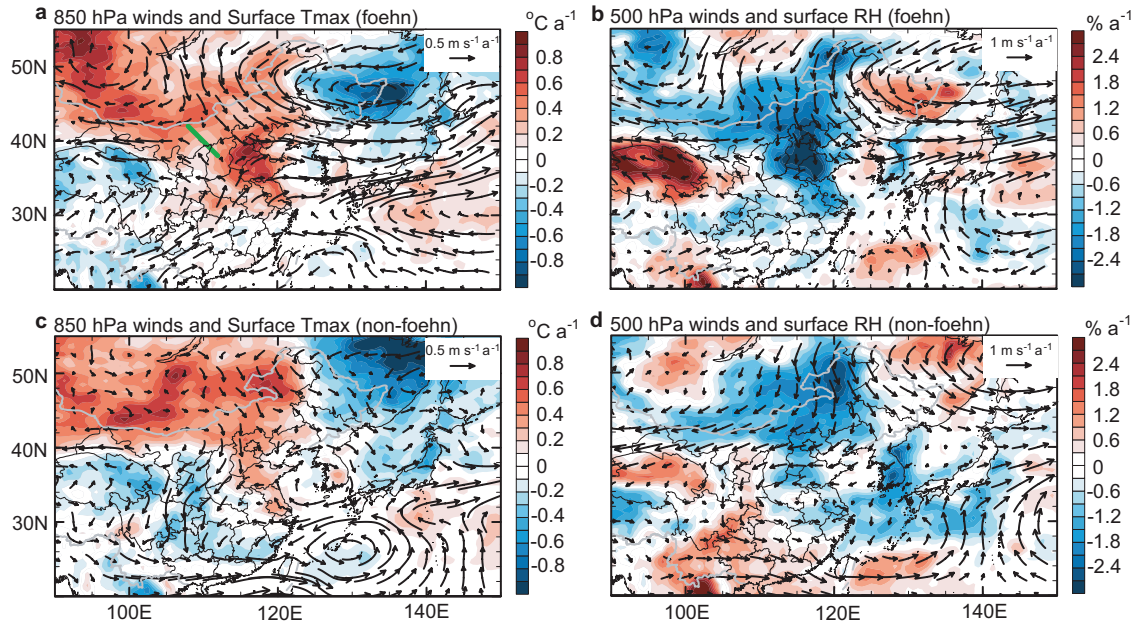 a 850 hPa winds and Surface Tmax (foehn) °C a⁻¹
0.5 m s⁻¹a⁻¹
50N
40N
30N
0.8
0.6
0.4
0.2
0
-0.2
-0.4
-0.6
-0.8
b 500 hPa winds and Surface RH (foehn) % a⁻¹
1 m s⁻¹a⁻¹
2.4
1.8
1.2
0.6
0
-0.6
-1.2
-1.8
-2.4
c 850 hPa winds and Surface Tmax (non-foehn) °C a⁻¹
0.5 m s⁻¹a⁻¹
50N
40N
30N
100E 120E 140E
0.8
0.6
0.4
0.2
0
-0.2
-0.4
-0.6
-0.8
d 500 hPa winds and surface RH (non-foehn) % a⁻¹
1 m s⁻¹a⁻¹
100E 120E 140E
2.4
1.8
1.2
0.6
0
-0.6
-1.2
-1.8
-2.4